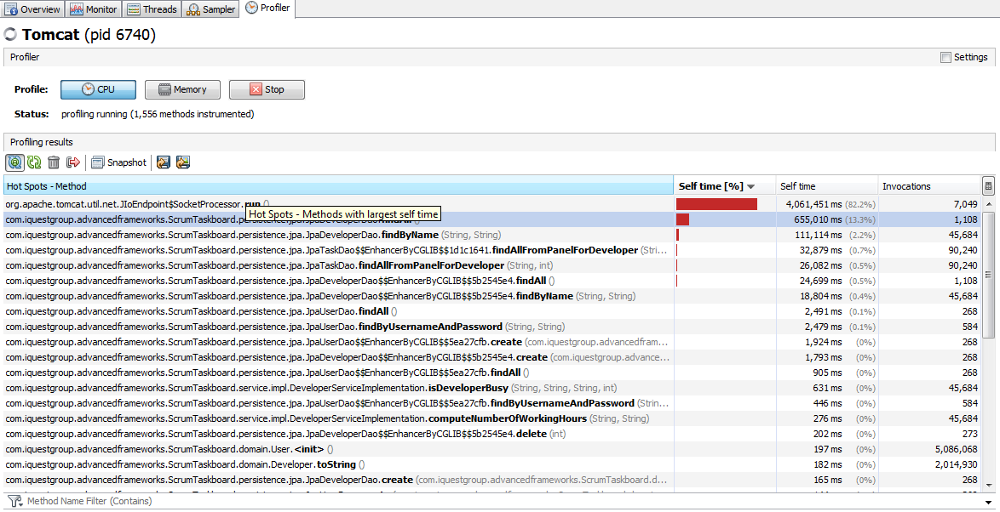 Overview Monitor Threads Sampler Profiler
Tomcat (pid 6740)
Profiler Settings
Profile: CPU Memory Stop
Status: profiling running (1,556 methods instrumented)
Profiling results
Snapshot
Hot Spots - Method Self time [%] Self time Invocations
org.apache.tomcat.util.net.JIoEndpoint$SocketProcessor.run () 4,061,451 ms (82.2%) 7,049
Hot Spots - Methods with largest self time
com.iquestgroup.advancedframeworks.ScrumTaskboard.persistence.jpa. 655,010 ms (13.3%) 1,108
com.iquestgroup.advancedframeworks.ScrumTaskboard.persistence.jpa.JpaDeveloperDao.findByName (String, String) 111,114 ms (2.2%) 45,684
com.iquestgroup.advancedframeworks.ScrumTaskboard.persistence.jpa.JpaTaskDao$$EnhancerByCGLIB$$1d1c1641.findAllFromPanelForDeveloper (Stri... 32,879 ms (0.7%) 90,240
com.iquestgroup.advancedframeworks.ScrumTaskboard.persistence.jpa.JpaTaskDao.findAllFromPanelForDeveloper (String, int) 26,082 ms (0.5%) 90,240
com.iquestgroup.advancedframeworks.ScrumTaskboard.persistence.jpa.JpaDeveloperDao$$EnhancerByCGLIB$$5b2545e4.findAll () 24,699 ms (0.5%) 1,108
com.iquestgroup.advancedframeworks.ScrumTaskboard.persistence.jpa.JpaDeveloperDao$$EnhancerByCGLIB$$5b2545e4.findByName (String, String) 18,804 ms (0.4%) 45,684
com.iquestgroup.advancedframeworks.ScrumTaskboard.persistence.jpa.JpaUserDao.findAll () 2,491 ms (0.1%) 268
com.iquestgroup.advancedframeworks.ScrumTaskboard.persistence.jpa.JpaUserDao.findByUsernameAndPassword (String, String) 2,479 ms (0.1%) 584
com.iquestgroup.advancedframeworks.ScrumTaskboard.persistence.jpa.JpaUserDao$$EnhancerByCGLIB$$5ea27cfb.create (com.iquestgroup.advancedfram... 1,924 ms (0%) 268
com.iquestgroup.advancedframeworks.ScrumTaskboard.persistence.jpa.JpaDeveloperDao$$EnhancerByCGLIB$$5b2545e4.create (com.iquestgroup.advance... 1,793 ms (0%) 268
com.iquestgroup.advancedframeworks.ScrumTaskboard.persistence.jpa.JpaUserDao$$EnhancerByCGLIB$$5ea27cfb.findAll () 905 ms (0%) 268
com.iquestgroup.advancedframeworks.ScrumTaskboard.service.impl.DeveloperServiceImplementation.isDeveloperBusy (String, String, String, int) 631 ms (0%) 45,684
com.iquestgroup.advancedframeworks.ScrumTaskboard.persistence.jpa.JpaUserDao$$EnhancerByCGLIB$$5ea27cfb.findByUsernameAndPassword (Strin... 446 ms (0%) 584
com.iquestgroup.advancedframeworks.ScrumTaskboard.service.impl.DeveloperServiceImplementation.computeNumberOfWorkingHours (String, String) 276 ms (0%) 45,684
com.iquestgroup.advancedframeworks.ScrumTaskboard.persistence.jpa.JpaDeveloperDao$$EnhancerByCGLIB$$5b2545e4.delete (int) 202 ms (0%) 273
com.iquestgroup.advancedframeworks.ScrumTaskboard.domain.User.<init> () 197 ms (0%) 5,086,068
com.iquestgroup.advancedframeworks.ScrumTaskboard.domain.Developer.toString () 182 ms (0%) 2,014,930
com.iquestgroup.advancedframeworks.ScrumTaskboard.persistence.jpa.JpaDeveloperDao.create (com.iquestgroup.advancedframeworks.ScrumTaskboard.d... 165 ms (0%) 268
Method Name Filter (Contains)